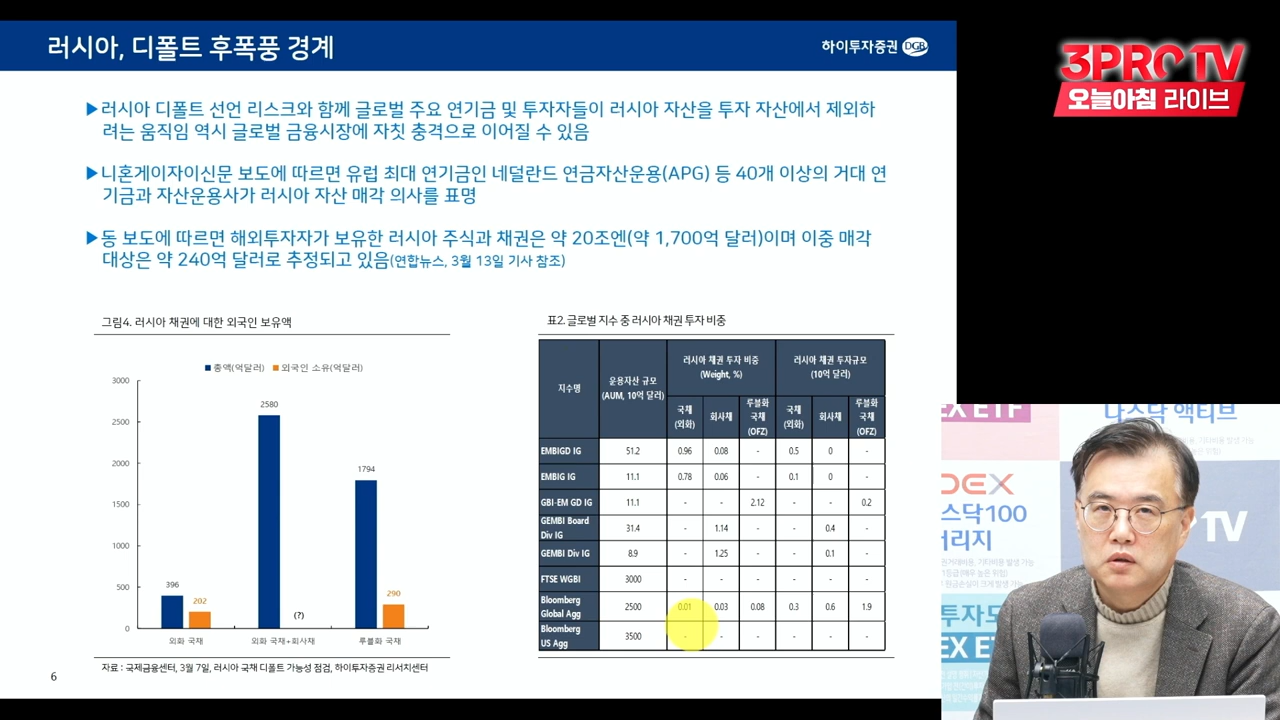 러시아, 디폴트 후폭풍 경계
하이투자증권 DGB
3PRO TV
오늘아침 라이브
▶러시아 디폴트 선언 리스크와 함께 글로벌 주요 연기금 및 투자자들이 러시아 자산을 투자 자산에서 제외하
려는 움직임 역시 글로벌 금융시장에 자칫 충격으로 이어질 수 있음
▶니혼게이자이신문 보도에 따르면 유럽 최대 연기금인 네덜란드 연금자산운용(APG) 등 40개 이상의 거대 연
기금과 자산운용사가 러시아 자산 매각 의사를 표명
▶동 보도에 따르면 해외투자자가 보유한 러시아 주식과 채권은 약 20조엔(약 1,700억 달러)이며 이중 매각
대상은 약 240억 달러로 추정되고 있음(연합뉴스, 3월 13일 기사 참조)
그림4. 러시아 채권에 대한 외국인 보유액
■총액(억달러) ■외국인 소유(억달러)
3000
2500
2000
1500
1000
500
0
396
202
2580
(?)
1794
290
외화 국채 외화 국채+회사채 루블화 국채
자료 : 국제금융센터, 3월 7일, 러시아 국채 디폴트 가능성 점검, 하이투자증권 리서치센터
6
표2. 글로벌 지수 중 러시아 채권 투자 비중
지수명
운용자산 규모
(AUM, 10억 달러)
러시아 채권 투자 비중
(Weight, %)
러시아 채권 투자규모
(10억 달러)
국채
(외화)
회사채
루블화
국채
(OFZ)
국채
(외화)
회사채
루블화
국채
(OFZ)
EMBIGD IG 51.2 0.96 0.08 - 0.5 0 -
EMBIG IG 11.1 0.78 0.06 - 0.1 0 -
GBI-EM GD IG 11.1 - - 2.12 - - 0.2
GEMBI Board
Div IG 31.4 - 1.14 - - 0.4 -
GEMBI Div IG 8.9 - 1.25 - - 0.1 -
FTSE WGBI 3000 - - - - - -
Bloomberg
Global Agg 2500 0.01 0.03 0.08 0.3 0.6 1.9
Bloomberg
US Agg 3500 - - - - - -
EX ETF
나스닥 액티브
DEX
스닥100
거리지
TV
투자도
EX ET